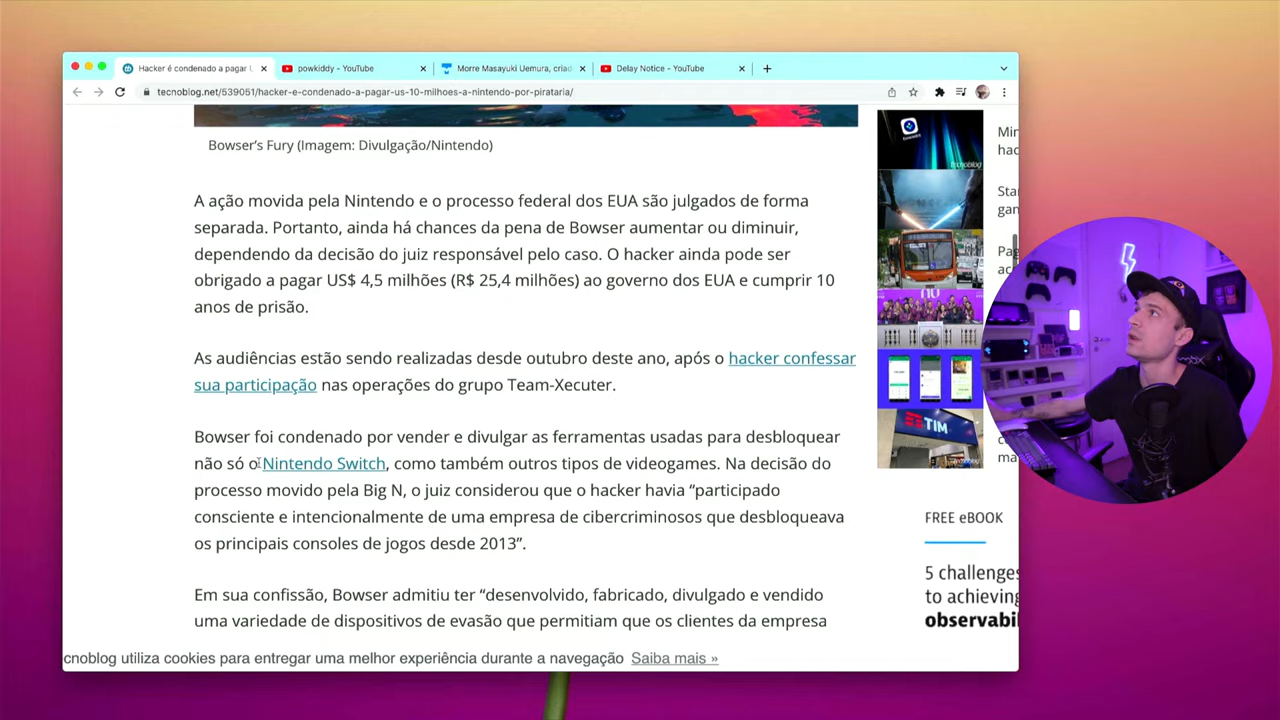 Hacker é condenado a pagar U
powkiddy - YouTube
Morre Masayuki Uemura, criad
Delay Notice - YouTube
tecnoblog.net/539051/hacker-e-condenado-a-pagar-us-10-milhoes-a-nintendo-por-pirataria/
Bowser's Fury (Imagem: Divulgação/Nintendo)
A ação movida pela Nintendo e o processo federal dos EUA são julgados de forma
separada. Portanto, ainda há chances da pena de Bowser aumentar ou diminuir,
dependendo da decisão do juiz responsável pelo caso. O hacker ainda pode ser
obrigado a pagar US$ 4,5 milhões (R$ 25,4 milhões) ao governo dos EUA e cumprir 10
anos de prisão.
As audiências estão sendo realizadas desde outubro deste ano, após o hacker confessar
sua participação nas operações do grupo Team-Xecuter.
Bowser foi condenado por vender e divulgar as ferramentas usadas para desbloquear
não só o Nintendo Switch, como também outros tipos de videogames. Na decisão do
processo movido pela Big N, o juiz considerou que o hacker havia “participado
consciente e intencionalmente de uma empresa de cibercriminosos que desbloqueava
os principais consoles de jogos desde 2013”.
Em sua confissão, Bowser admitiu ter “desenvolvido, fabricado, divulgado e vendido
uma variedade de dispositivos de evasão que permitiam que os clientes da empresa
cnoblog utiliza cookies para entregar uma melhor experiência durante a navegação Saiba mais »
Min
hac
Star
gam
Pag
ac
nu
TIM
ma
FREE eBOOK
5 challenges
to achieving
observabil